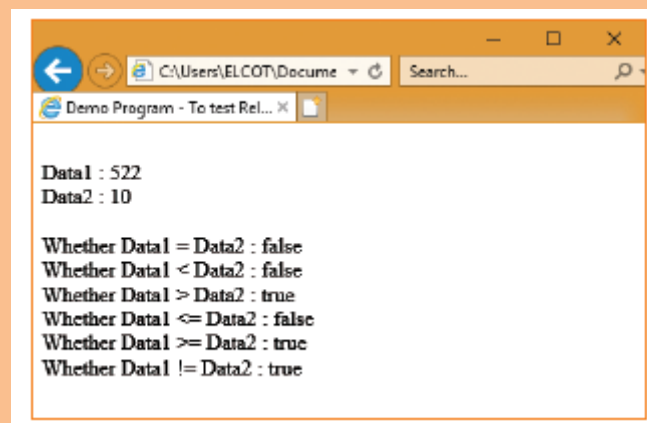 C:\Users\ELCOT\Docume
Search...
Demo Program - To test Rel...
Data1 : 522
Data2 : 10
Whether Data1 = Data2 : false
Whether Data1 < Data2 : false
Whether Data1 > Data2 : true
Whether Data1 <= Data2 : false
Whether Data1 >= Data2 : true
Whether Data1 != Data2 : true